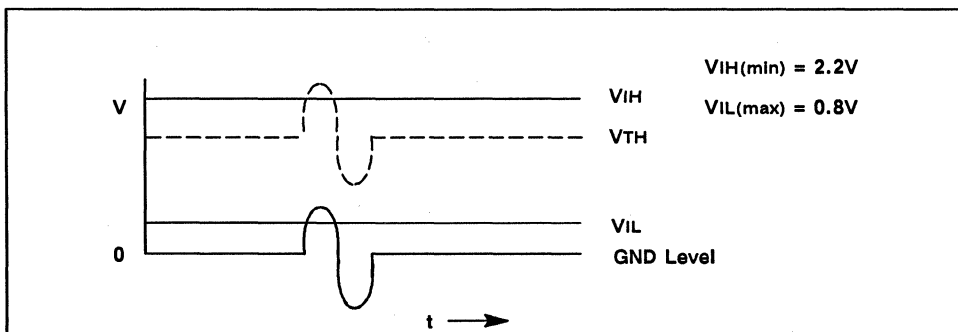 VIH(min) = 2.2V
V
VIH
VIL(max) = 0.8V
VTH
VIL
0
GND Level
t